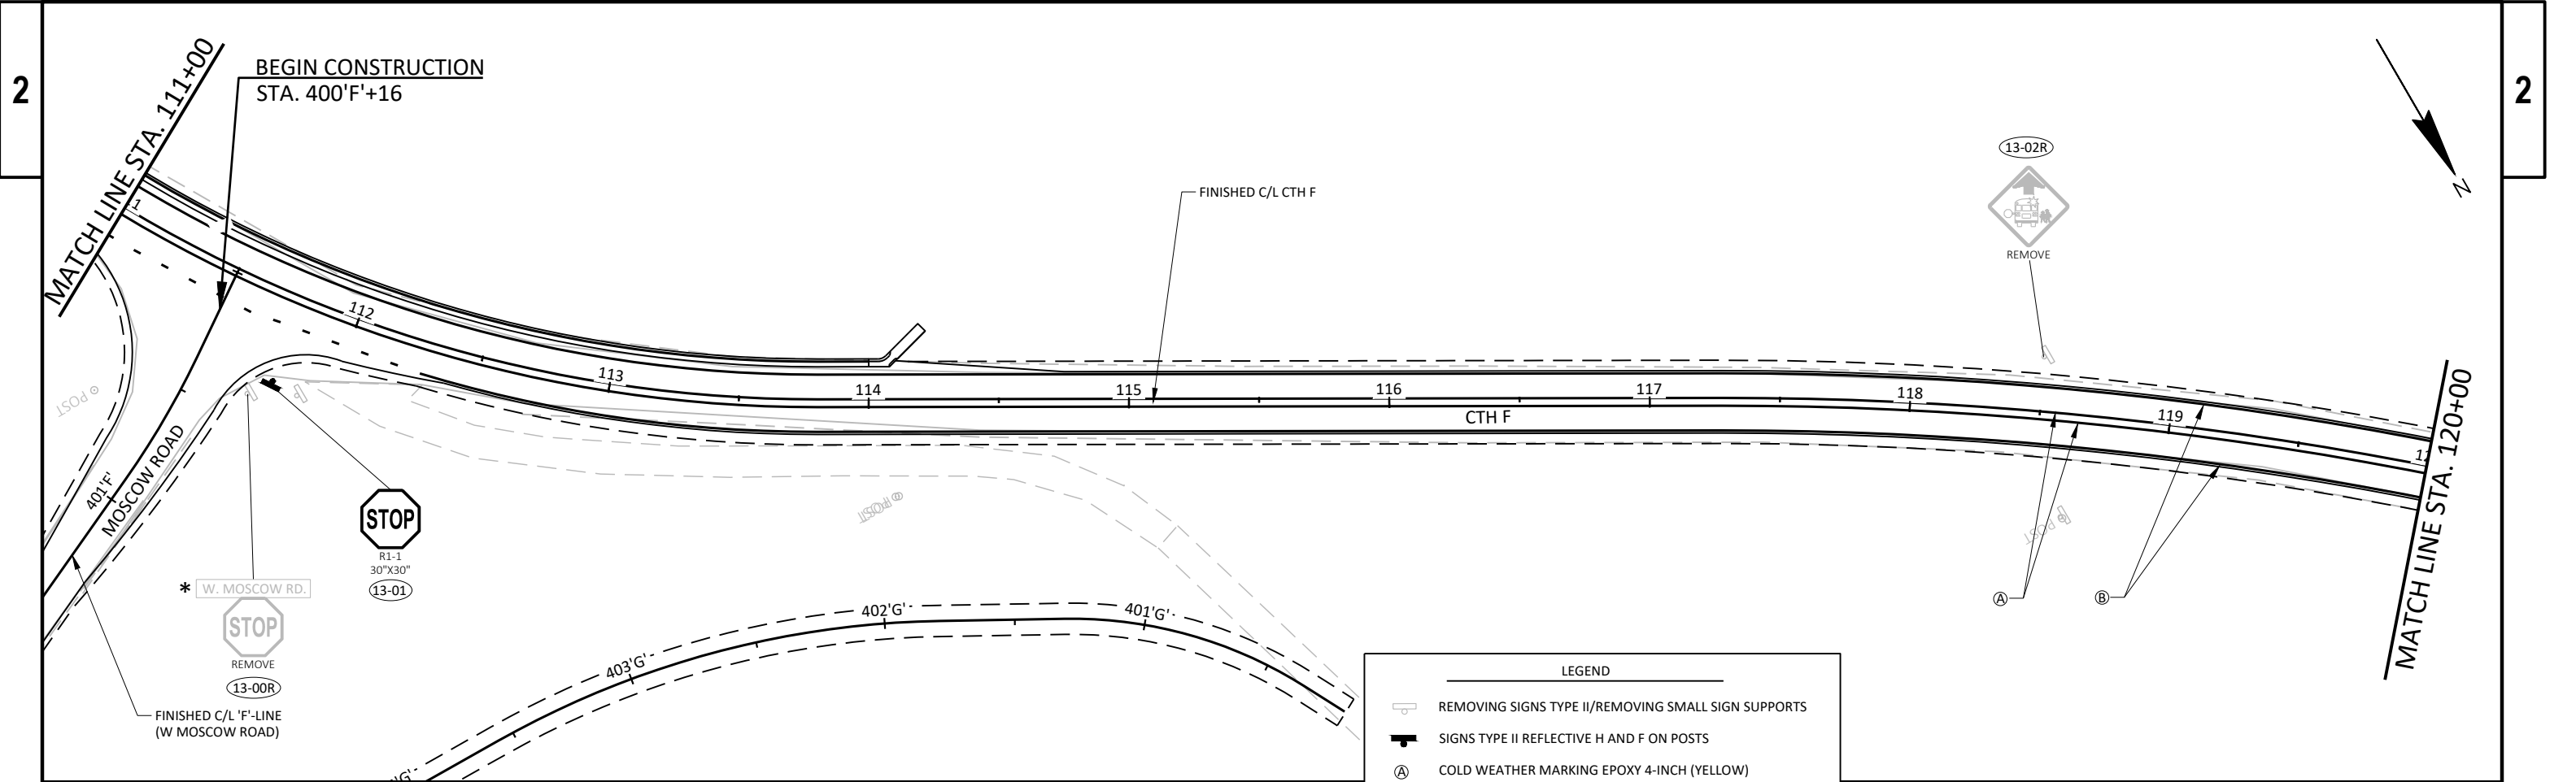 2
MATCH LINE STA. 111+00
BEGIN CONSTRUCTION
STA. 400'F'+16
FINISHED C/L CTH F
13-02R
REMOVE
N
2
112
113
114
115
116
117
118
119
CTH F
POST
401'F'
MOSCOW ROAD
STOP
R1-1
30"X30"
13-01
* W. MOSCOW RD.
STOP
REMOVE
13-00R
FINISHED C/L 'F'-LINE
(W MOSCOW ROAD)
POST
POST
403'G'
402'G'
401'G'
'G'
A
B
MATCH LINE STA. 120+00
LEGEND
REMOVING SIGNS TYPE II/REMOVING SMALL SIGN SUPPORTS
SIGNS TYPE II REFLECTIVE H AND F ON POSTS
A COLD WEATHER MARKING EPOXY 4-INCH (YELLOW)